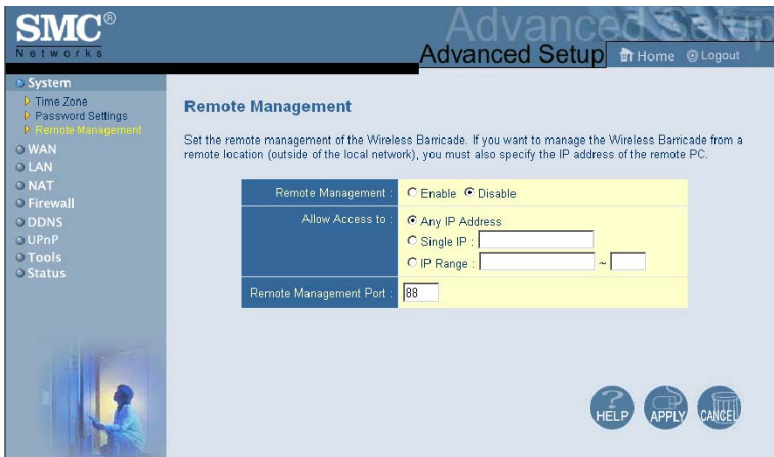 SMC®
Networks
Advanced Setup
Advanced Setup
Home
Logout
System
Time Zone
Password Settings
Remote Management
WAN
LAN
NAT
Firewall
DDNS
UPnP
Tools
Status
Remote Management
Set the remote management of the Wireless Barricade. If you want to manage the Wireless Barricade from a
remote location (outside of the local network), you must also specify the IP address of the remote PC.
Remote Management : Enable Disable
Allow Access to : Any IP Address
Single IP :
IP Range : ~
Remote Management Port : 88
HELP
APPLY
CANCEL